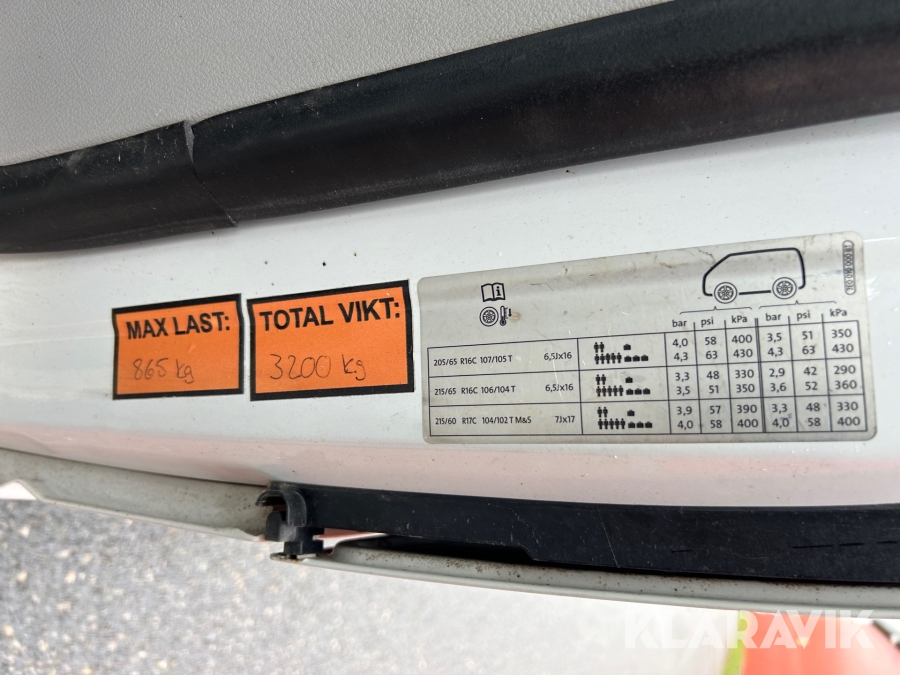 MAX LAST:
865 kg
TOTAL VIKT:
3200 kg
bar psi kPa bar psi kPa
205/65 R16C 107/105 T 6,5Jx16 4,0 58 400 3,5 51 350
4,3 63 430 4,3 63 430
215/65 R16C 106/104 T 6,5Jx16 3,3 48 330 2,9 42 290
3,5 51 350 3,6 52 360
215/60 R17C 104/102 T M&S 7Jx17 3,9 57 390 3,3 48 330
4,0 58 400 4,0 58 400
KLARAVIK